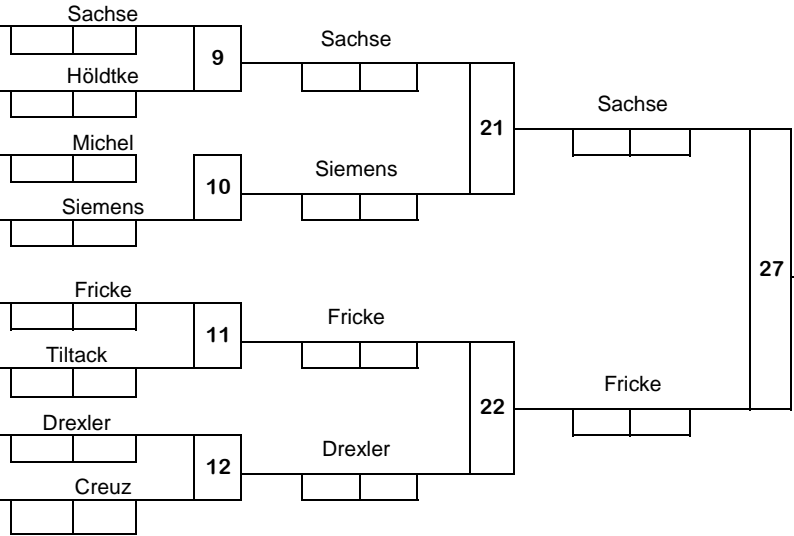 Sachse
9
Höldtke
Sachse
21
Sachse
Michel
10
Siemens
Siemens
27
Fricke
11
Tiltack
Fricke
22
Fricke
Drexler
12
Creuz
Drexler